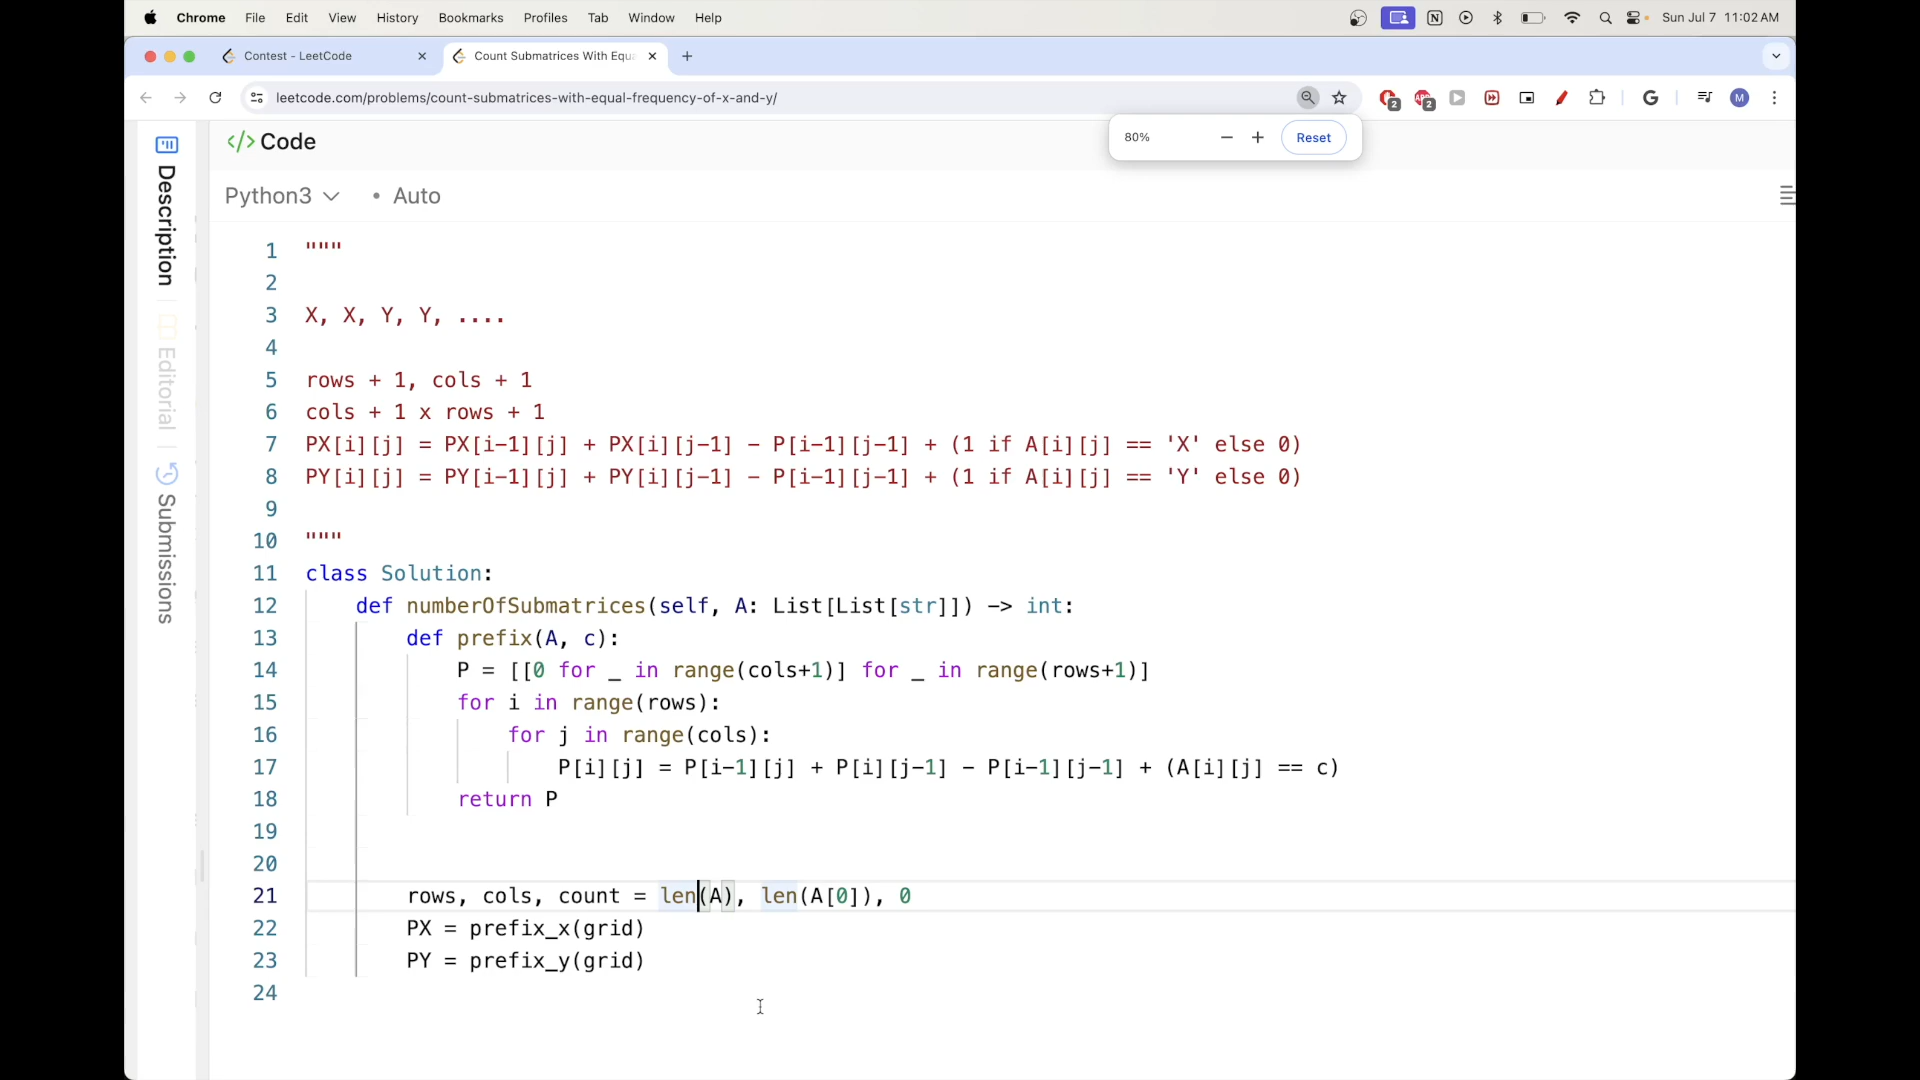 Chrome File Edit View History Bookmarks Profiles Tab Window Help Sun Jul 7 11:02 AM
Contest - LeetCode Count Submatrices With Equa
leetcode.com/problems/count-submatrices-with-equal-frequency-of-x-and-y/ 2 2 G M
80% − + Reset
</> Code
Python3 • Auto
Description
Editorial
Submissions
1 """
2
3 X, X, Y, Y, ....
4
5 rows + 1, cols + 1
6 cols + 1 x rows + 1
7 PX[i][j] = PX[i-1][j] + PX[i][j-1] - P[i-1][j-1] + (1 if A[i][j] == 'X' else 0)
8 PY[i][j] = PY[i-1][j] + PY[i][j-1] - P[i-1][j-1] + (1 if A[i][j] == 'Y' else 0)
9
10 """
11 class Solution:
12 def numberOfSubmatrices(self, A: List[List[str]]) -> int:
13 def prefix(A, c):
14 P = [[0 for _ in range(cols+1)] for _ in range(rows+1)]
15 for i in range(rows):
16 for j in range(cols):
17 P[i][j] = P[i-1][j] + P[i][j-1] - P[i-1][j-1] + (A[i][j] == c)
18 return P
19
20
21 rows, cols, count = len(A), len(A[0]), 0
22 PX = prefix_x(grid)
23 PY = prefix_y(grid)
24